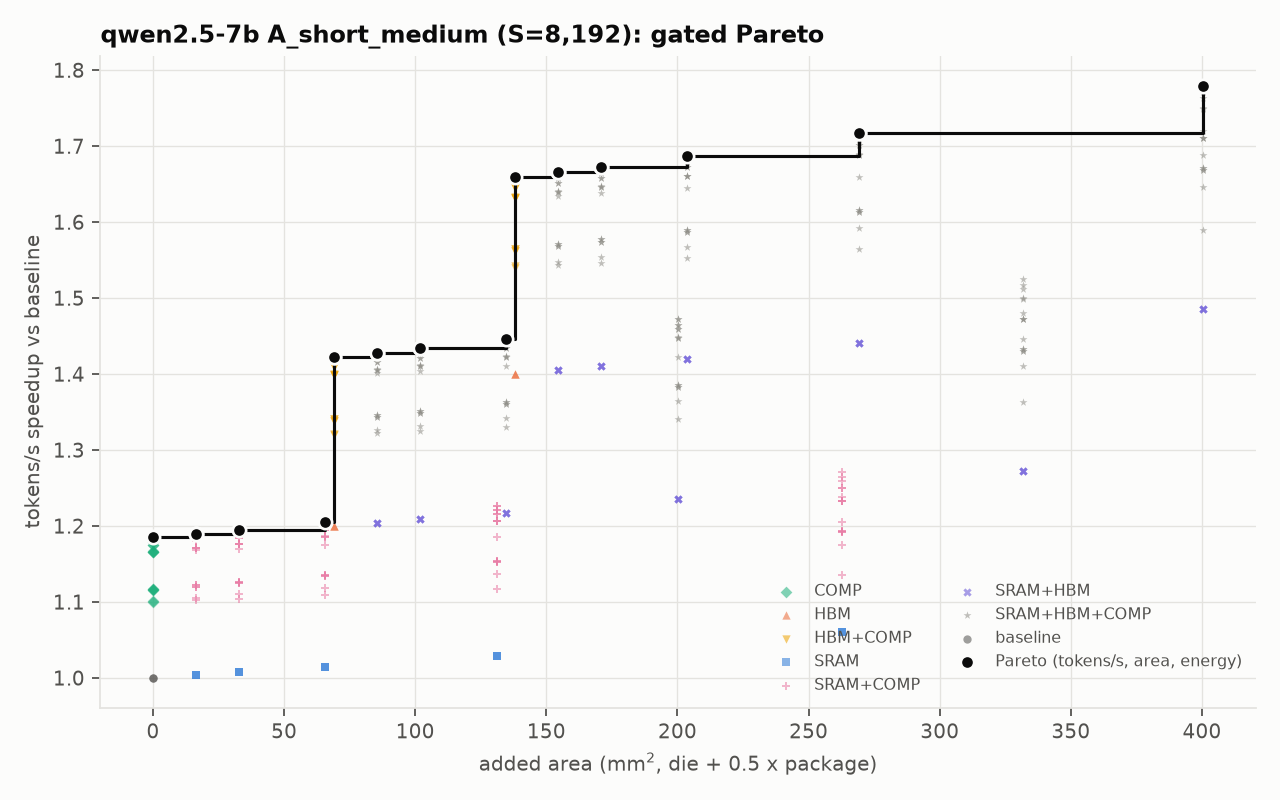 qwen2.5-7b A_short_medium (S=8,192): gated Pareto
1.8
1.7
1.6
1.5
1.4
1.3
1.2
1.1
1.0
tokens/s speedup vs baseline
0
50
100
150
200
250
300
350
400
added area (mm², die + 0.5 x package)
COMP
HBM
HBM+COMP
SRAM
SRAM+COMP
SRAM+HBM
SRAM+HBM+COMP
baseline
Pareto (tokens/s, area, energy)